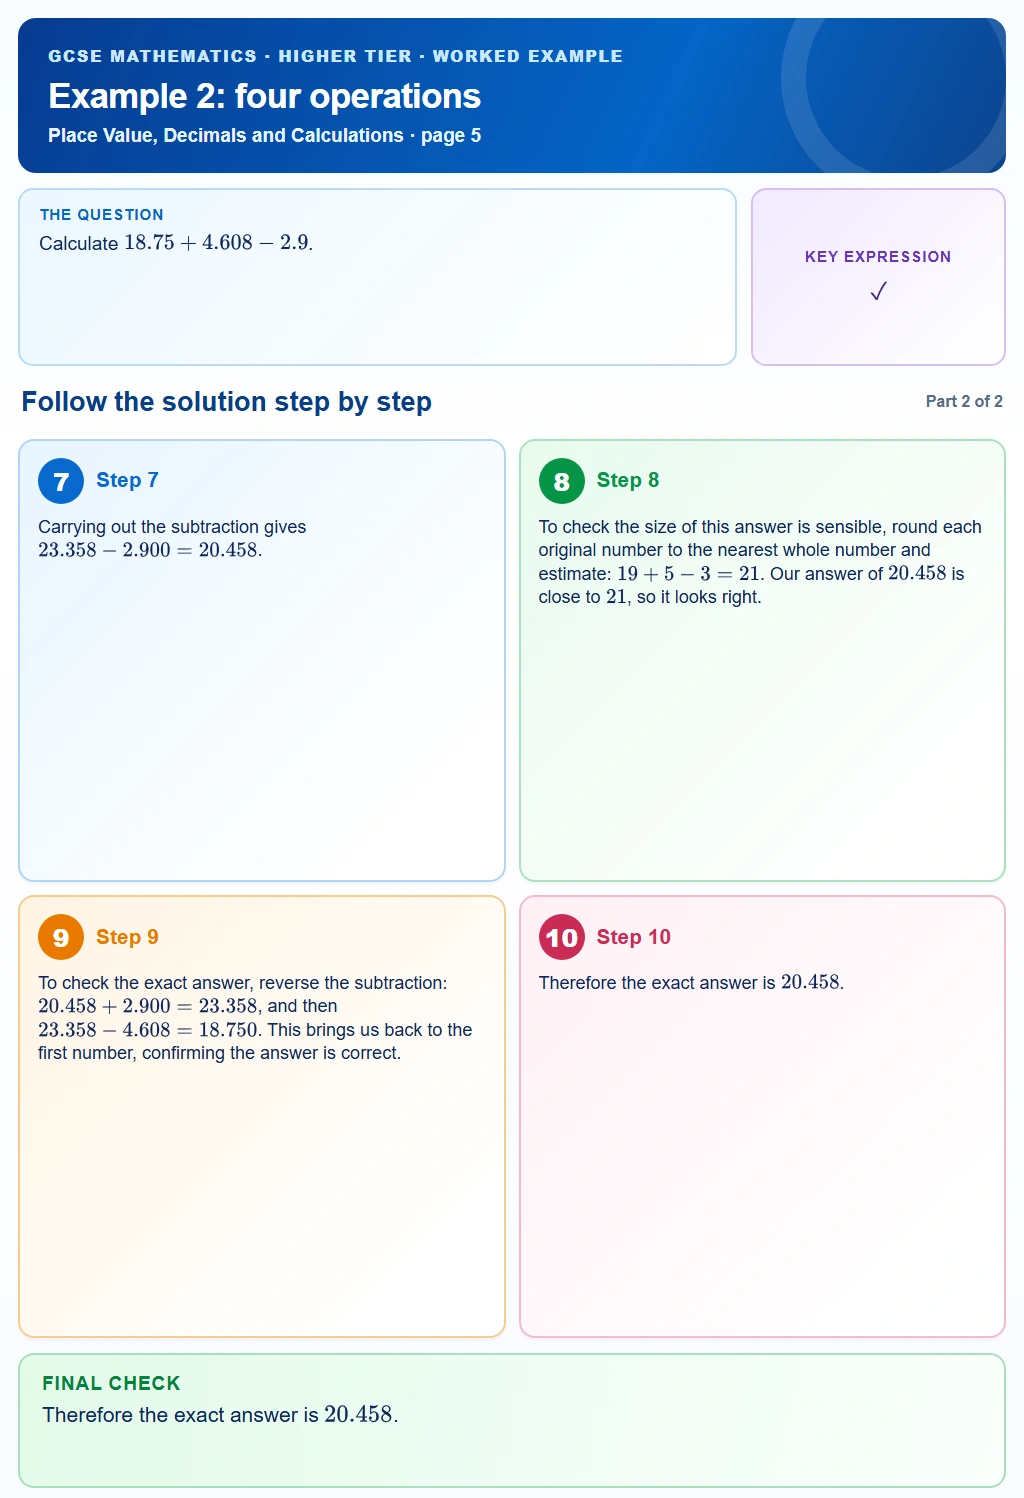 GCSE MATHEMATICS · HIGHER TIER · WORKED EXAMPLE
Example 2: four operations
Place Value, Decimals and Calculations · page 5
THE QUESTION
Calculate 18.75 + 4.608 − 2.9.
KEY EXPRESSION
✓
Follow the solution step by step
Part 2 of 2
7 Step 7
Carrying out the subtraction gives
23.358 − 2.900 = 20.458.
8 Step 8
To check the size of this answer is sensible, round each
original number to the nearest whole number and
estimate: 19 + 5 − 3 = 21. Our answer of 20.458 is
close to 21, so it looks right.
9 Step 9
To check the exact answer, reverse the subtraction:
20.458 + 2.900 = 23.358, and then
23.358 − 4.608 = 18.750. This brings us back to the
first number, confirming the answer is correct.
10 Step 10
Therefore the exact answer is 20.458.
FINAL CHECK
Therefore the exact answer is 20.458.